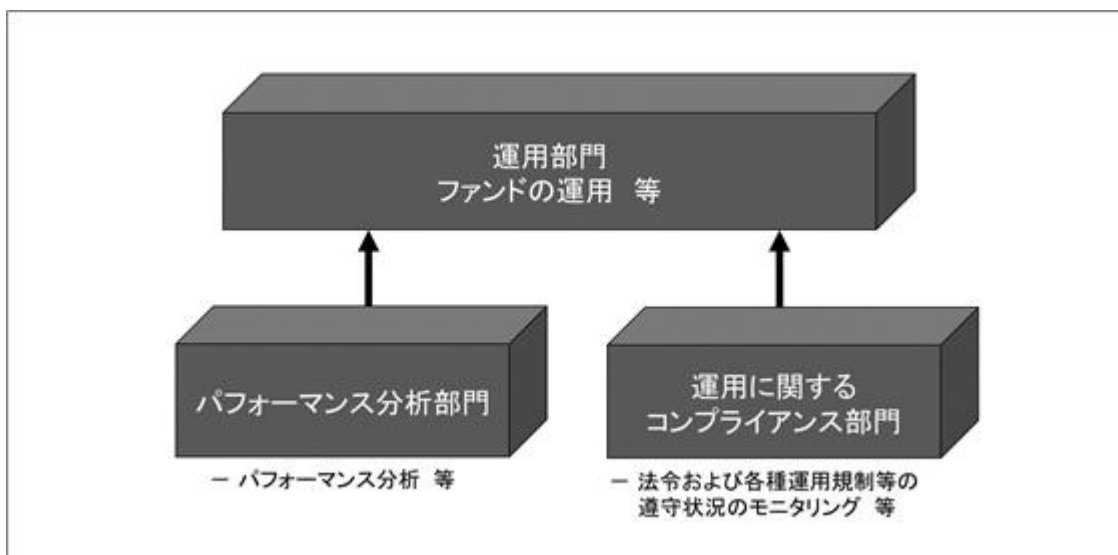 運用部門
ファンドの運用 等
パフォーマンス分析部門
－ パフォーマンス分析 等
運用に関する
コンプライアンス部門
－ 法令および各種運用規制等の
遵守状況のモニタリング 等